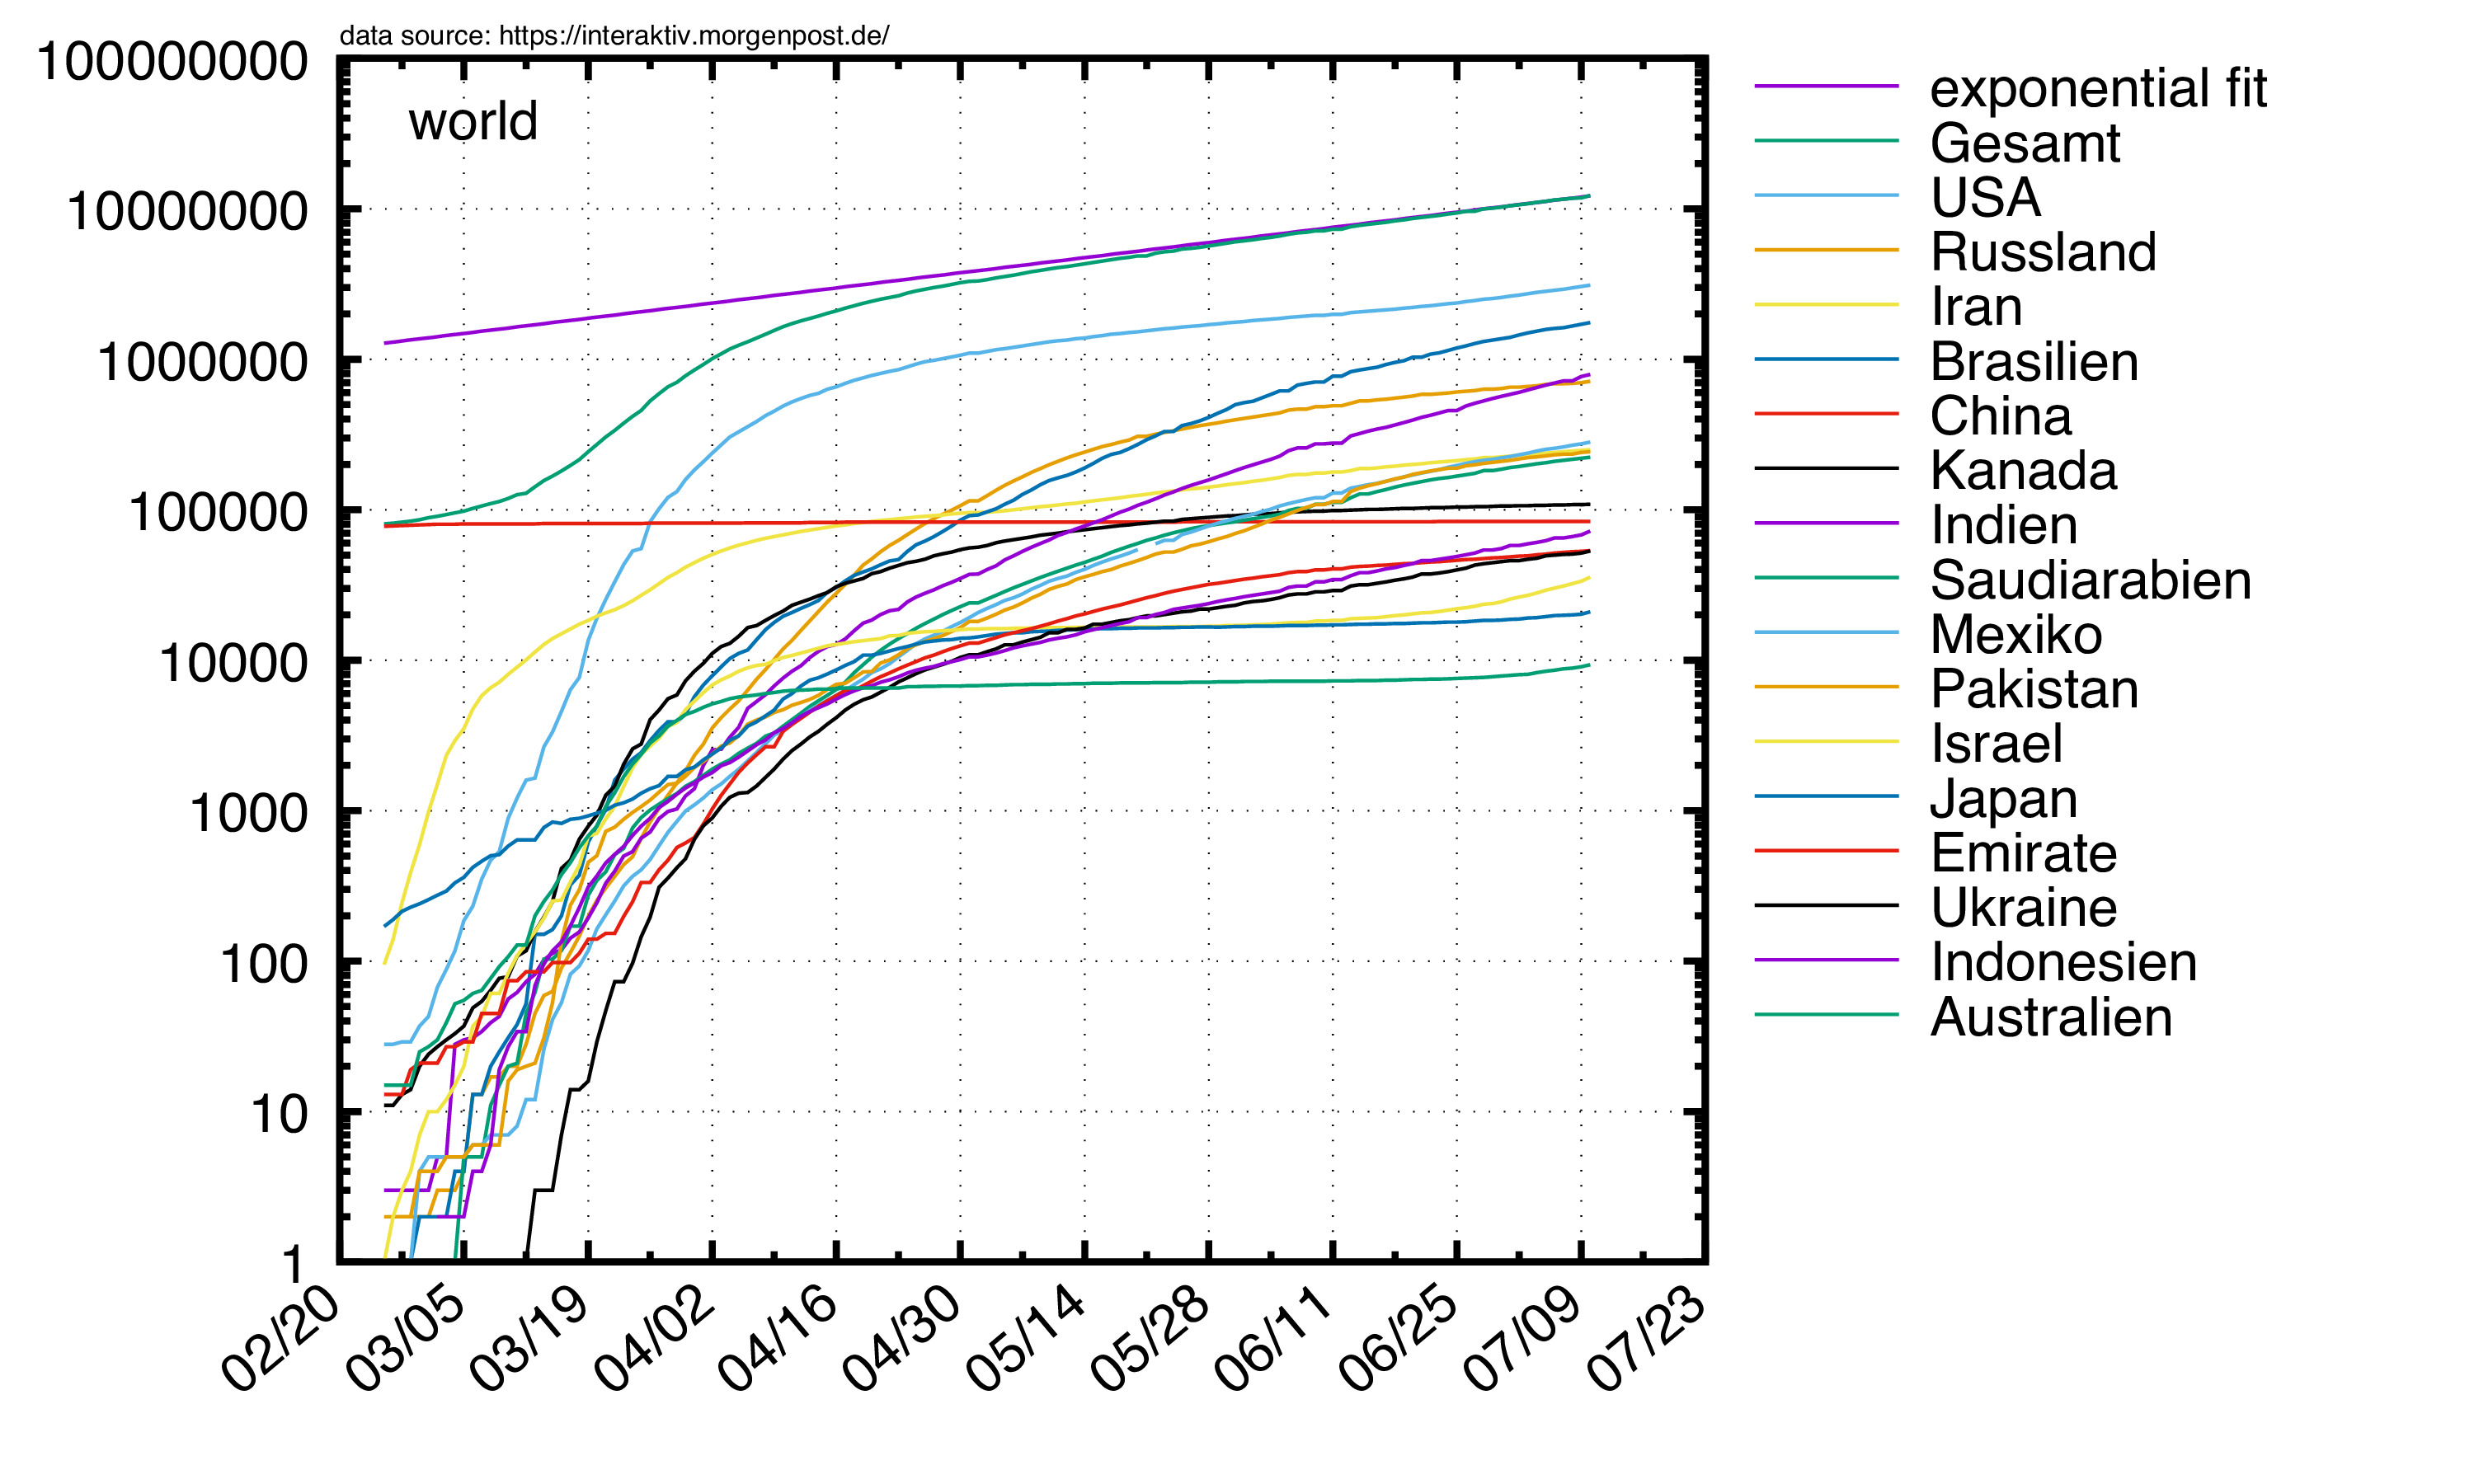 data source: https://interaktiv.morgenpost.de/
world
100000000
10000000
1000000
100000
10000
1000
100
10
1
02/20
03/05
03/19
04/02
04/16
04/30
05/14
05/28
06/11
06/25
07/09
07/23
exponential fit
Gesamt
USA
Russland
Iran
Brasilien
China
Kanada
Indien
Saudiarabien
Mexiko
Pakistan
Israel
Japan
Emirate
Ukraine
Indonesien
Australien